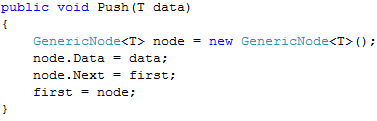 public void Push(T data)
{
    GenericNode<T> node = new GenericNode<T>();
    node.Data = data;
    node.Next = first;
    first = node;
}